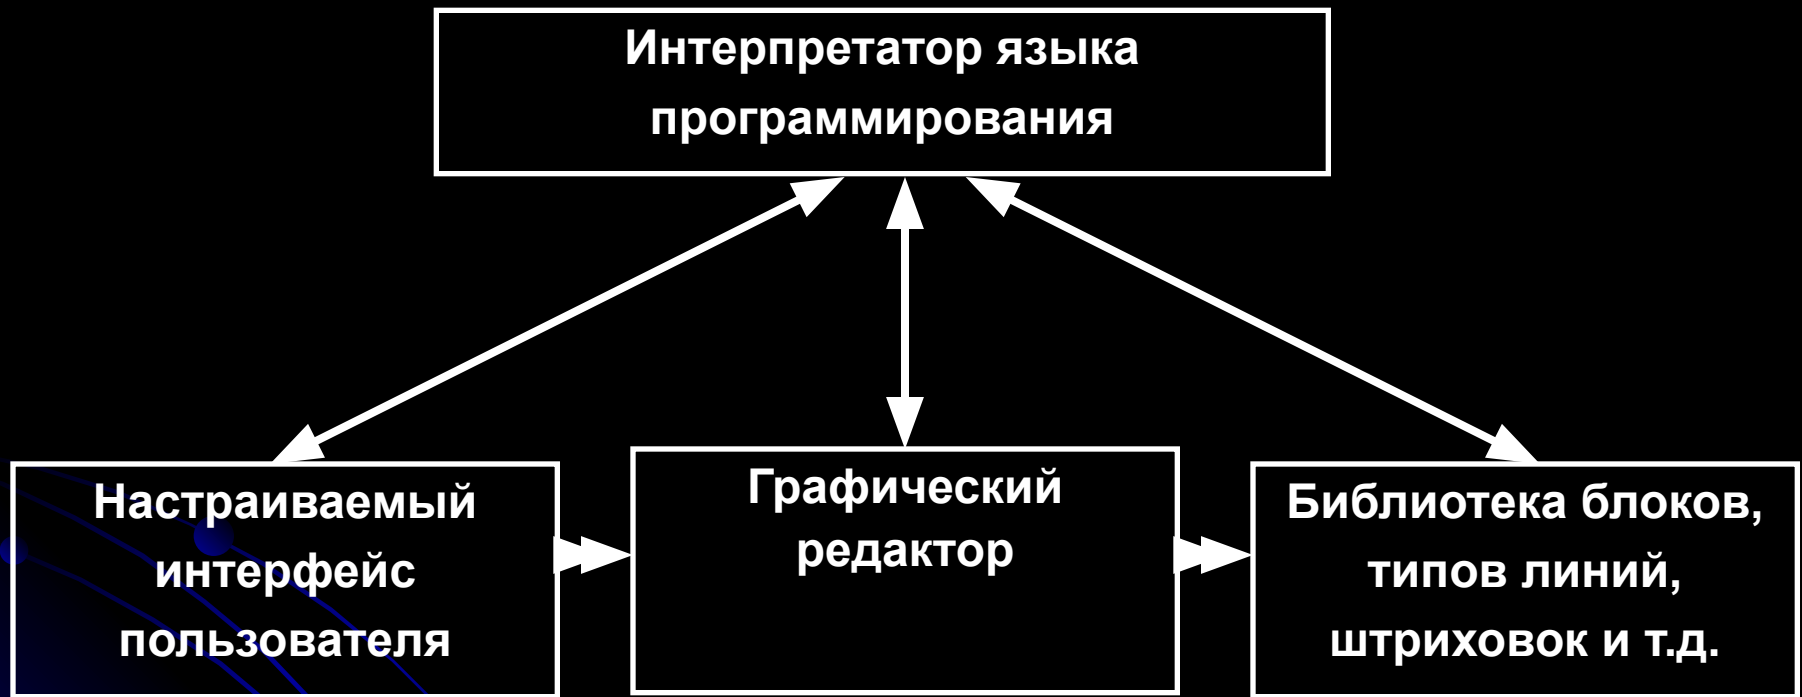 Интерпретатор языка
программирования
Настраиваемый
интерфейс
пользователя
Графический
редактор
Библиотека блоков,
типов линий,
штриховок и т.д.